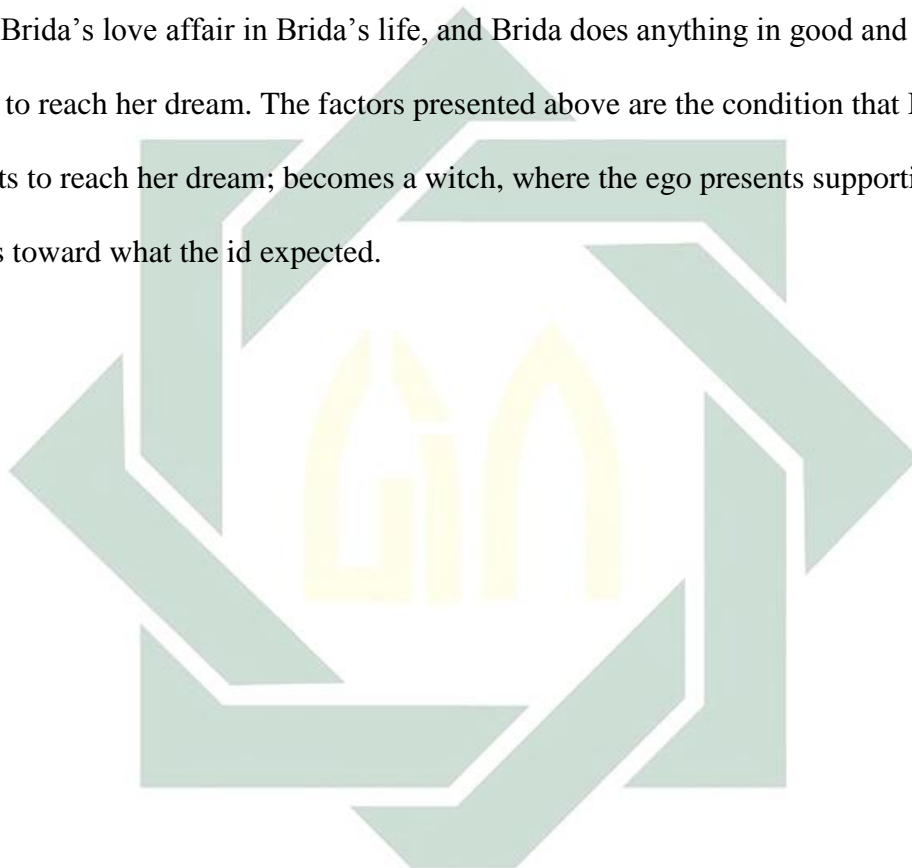 Brida’s love affair in Brida’s life, and Brida does anything in good and
to reach her dream. The factors presented above are the condition that
to reach her dream; becomes a witch, where the ego presents
toward what the id expected.